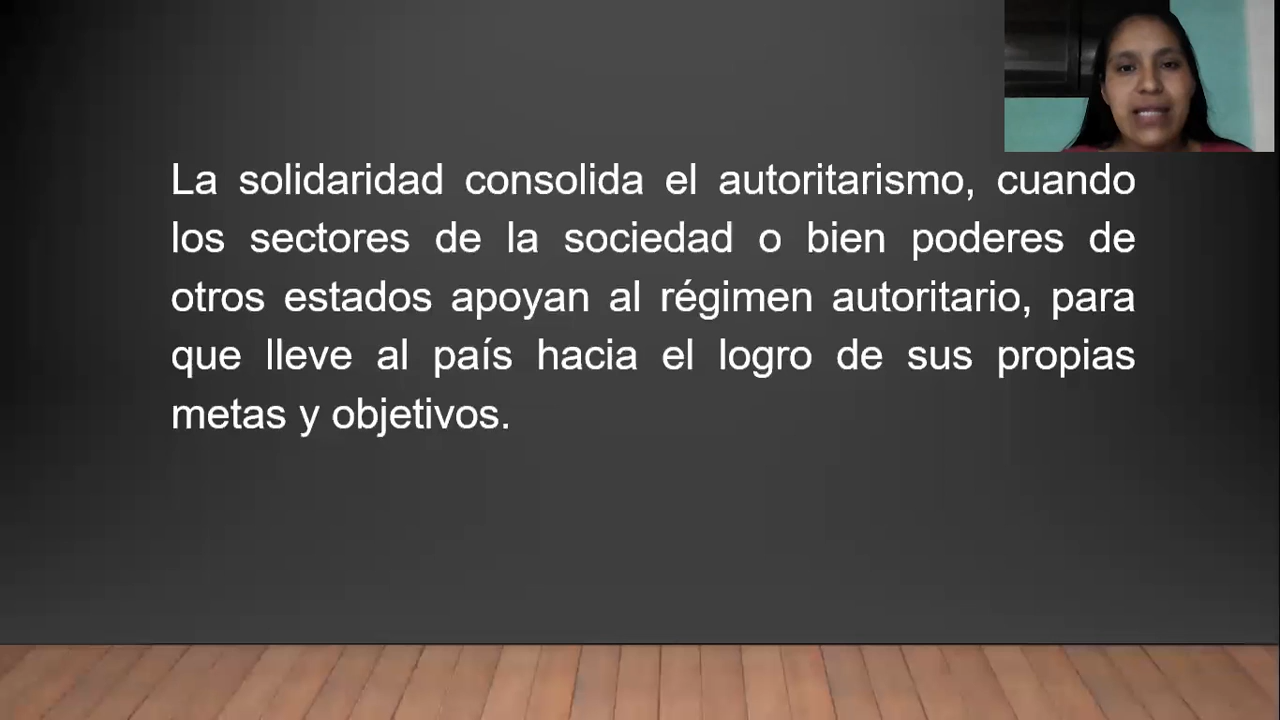 La solidaridad consolida el autoritarismo, cuando
los sectores de la sociedad o bien poderes de
otros estados apoyan al régimen autoritario, para
que lleve al país hacia el logro de sus propias
metas y objetivos.